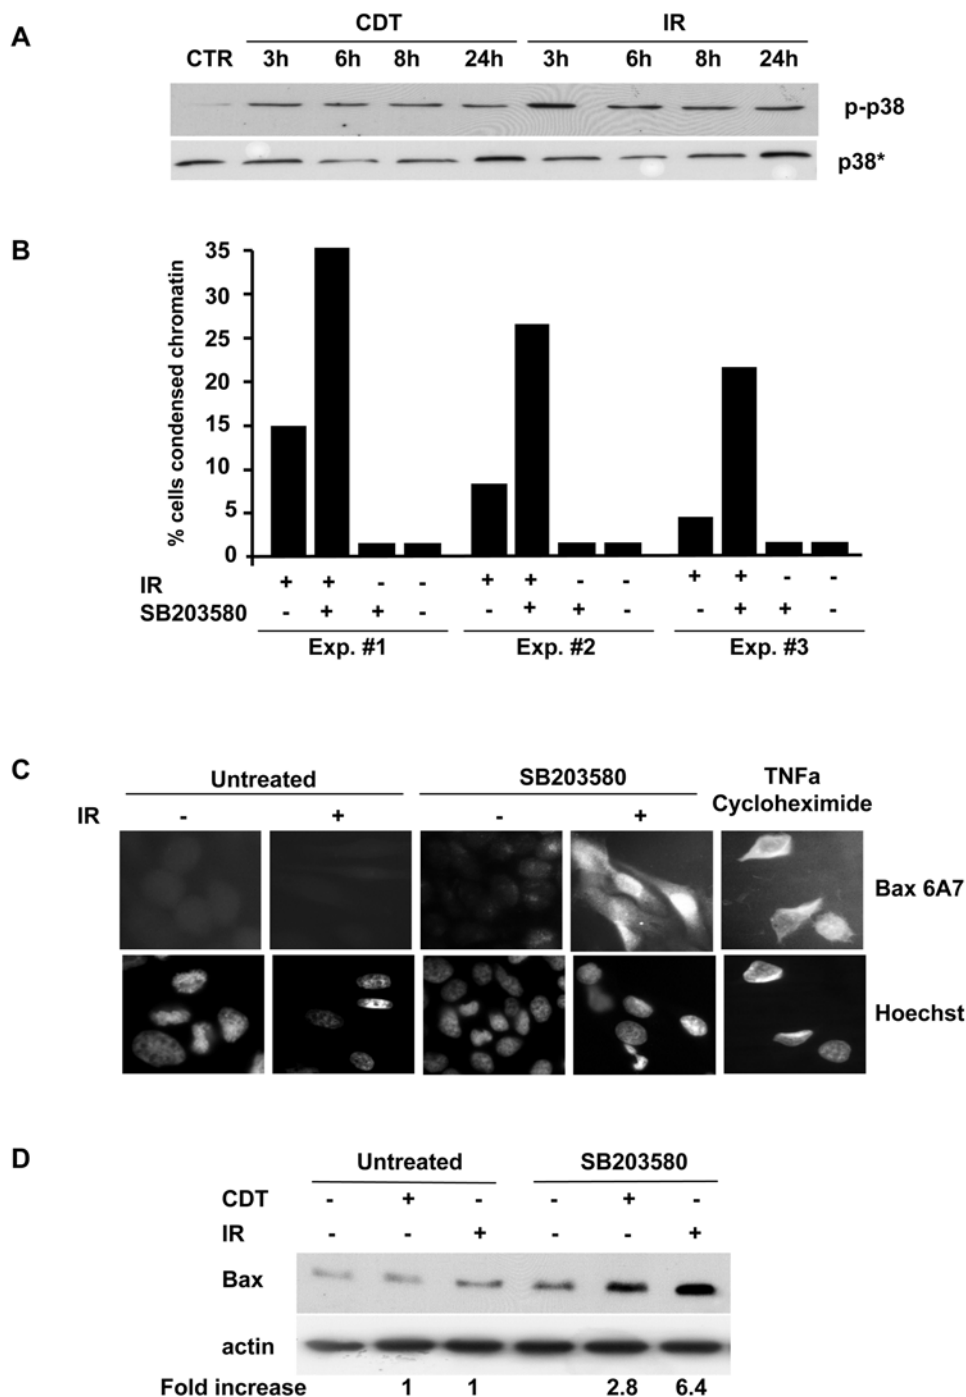 A
CDT IR
CTR 3h 6h 8h 24h 3h 6h 8h 24h
p-p38
p38*
B
% cells condensed chromatin
35
30
25
20
15
10
5
0
IR + + - - + + - - + + - -
SB203580 - + + - - + + - - + + -
Exp. #1 Exp. #2 Exp. #3
C
Untreated SB203580 TNFa
Cycloheximide
IR - + - +
Bax 6A7
Hoechst
D
Untreated SB203580
CDT - + - - + -
IR - - + - - +
Bax
actin
Fold increase 1 1 2.8 6.4